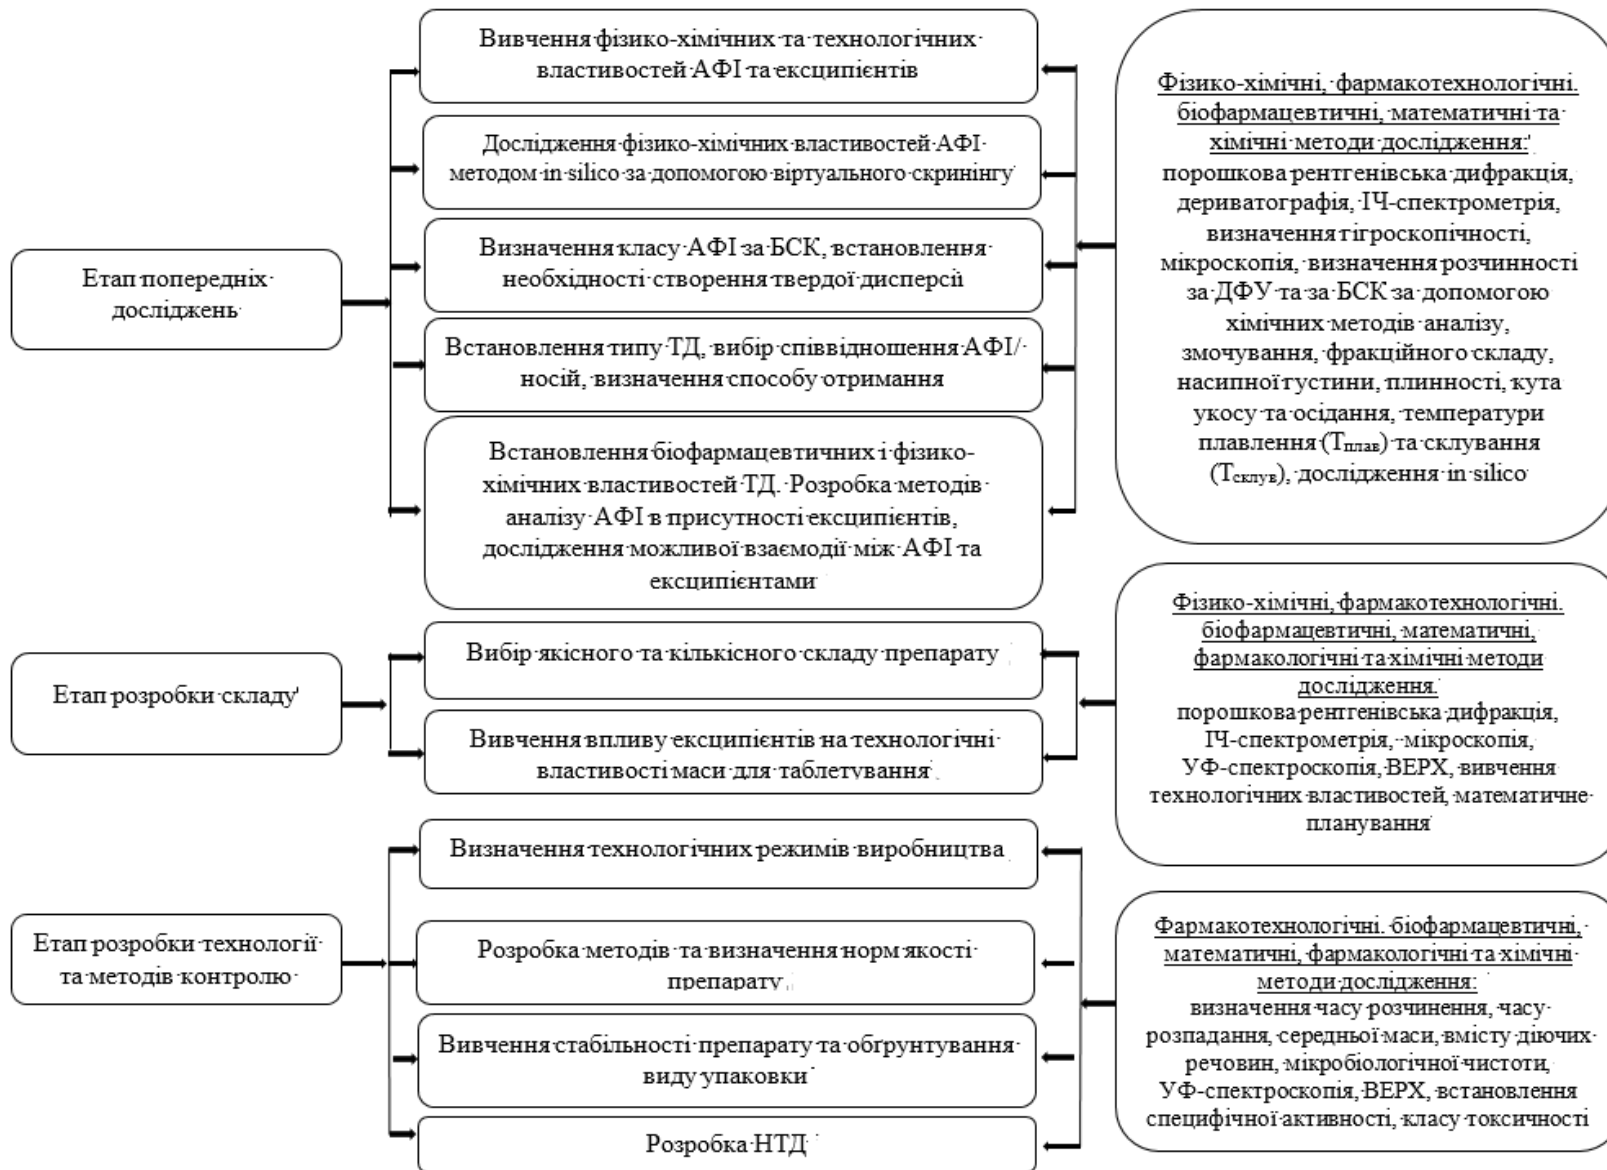 Етап попередніх
досліджень
Вивчення фізико-хімічних та технологічних
властивостей АФІ та ексципієнтів
Дослідження фізико-хімічних властивостей АФІ
методом in silico за допомогою віртуального скринінгу
Визначення класу АФІ за БСК, встановлення
необхідності створення твердої дисперсії
Встановлення типу ТД, вибір співвідношення АФІ/
носій, визначення способу отримання
Встановлення біофармацевтичних і фізико-
хімічних властивостей ТД. Розробка методів
аналізу АФІ в присутності ексципієнтів,
дослідження можливої взаємодії між АФІ та
ексципієнтами
Фізико-хімічні, фармакотехнологічні.
біофармацевтичні, математичні та
хімічні методи дослідження:
порошкова рентгенівська дифракція,
дериватографія, ІЧ-спектрометрія,
визначення гігроскопічності,
мікроскопія, визначення розчинності
за ДФУ та за БСК за допомогою
хімічних методів аналізу,
змочування, фракційного складу,
насипної густини, плинності, кута
укосу та осідання, температури
плавлення (Тплав) та склування
(Тсклув), дослідження in silico
Етап розробки складу
Вибір якісного та кількісного складу препарату
Вивчення впливу ексципієнтів на технологічні
властивості маси для таблетування
Фізико-хімічні, фармакотехнологічні.
біофармацевтичні, математичні,
фармакологічні та хімічні методи
дослідження.
порошкова рентгенівська дифракція,
ІЧ-спектрометрія, мікроскопія,
УФ-спектроскопія, ВЕРХ, вивчення
технологічних властивостей, математичне
планування
Етап розробки технології
та методів контролю
Визначення технологічних режимів виробництва
Розробка методів та визначення норм якості
препарату
Вивчення стабільності препарату та обґрунтування
виду упаковки
Розробка НТД
Фармакотехнологічні. біофармацевтичні,
математичні, фармакологічні та хімічні
методи дослідження:
визначення часу розчинення, часу
розпадання, середньої маси, вмісту діючих
речовин, мікробіологічної чистоти,
УФ-спектроскопія, ВЕРХ, встановлення
специфічної активності, класу токсичності